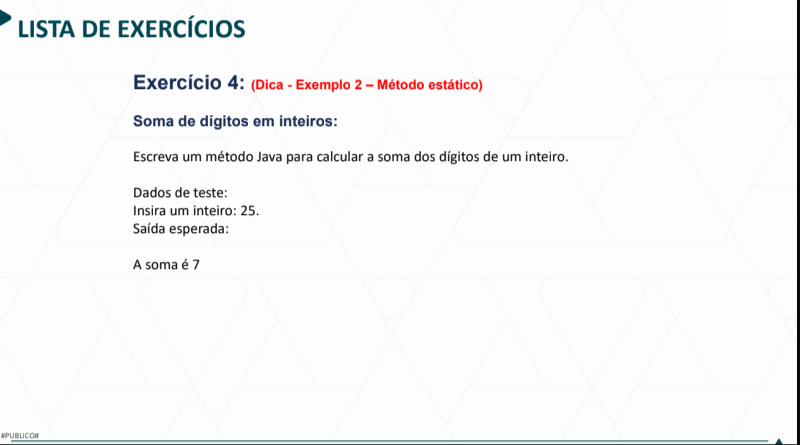 LISTA DE EXERCÍCIOS
Exercício 4: (Dica - Exemplo 2 – Método estático)
Soma de dígitos em inteiros:
Escreva um método Java para calcular a soma dos dígitos de um inteiro.
Dados de teste:
Insira um inteiro: 25.
Saída esperada:
A soma é 7
#PUBLICO#